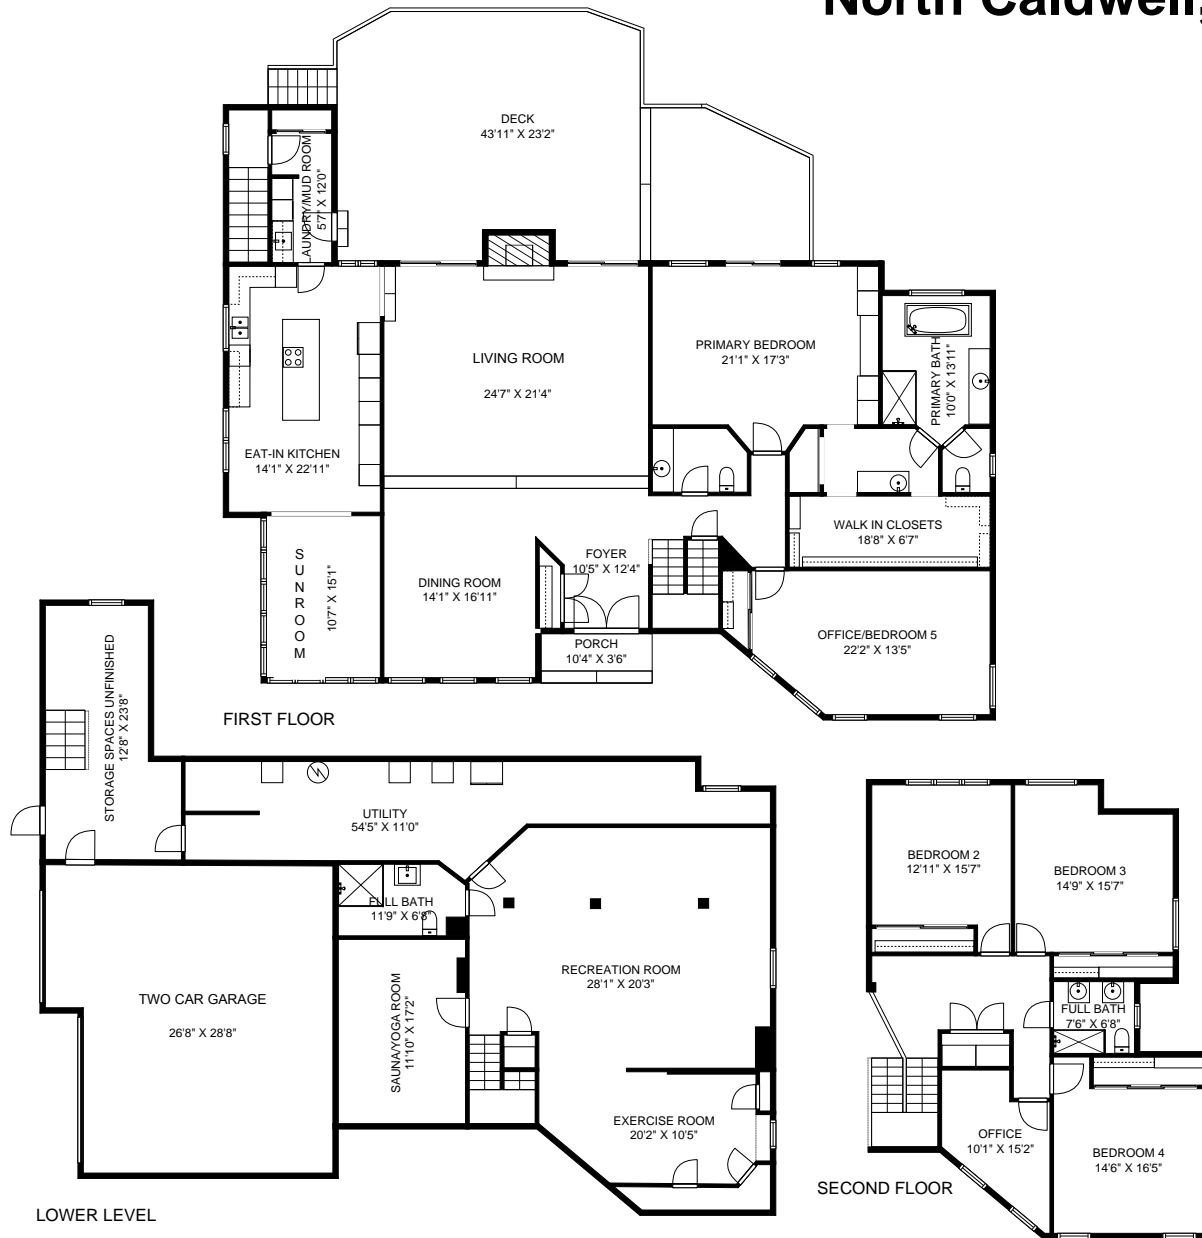 North Caldwell,
DECK
43'11" X 23'2"
AUNDRY/MUD ROOM
5'7" X 12'0"
LIVING ROOM
24'7" X 21'4"
PRIMARY BEDROOM
21'1" X 17'3"
PRIMARY BATH
10'0" X 13'11"
EAT-IN KITCHEN
14'1" X 22'11"
WALK IN CLOSETS
18'8" X 6'7"
SUNROOM
10'7" X 15'1"
DINING ROOM
14'1" X 16'11"
FOYER
10'5" X 12'4"
OFFICE/BEDROOM 5
22'2" X 13'5"
PORCH
10'4" X 3'6"
FIRST FLOOR
STORAGE SPACES UNFINISHED
12'8" X 23'8"
UTILITY
54'5" X 11'0"
FULL BATH
11'9" X 6'8"
RECREATION ROOM
28'1" X 20'3"
TWO CAR GARAGE
26'8" X 28'8"
SAUNA/YOGA ROOM
11'10" X 17'2"
EXERCISE ROOM
20'2" X 10'5"
LOWER LEVEL
BEDROOM 2
12'11" X 15'7"
BEDROOM 3
14'9" X 15'7"
FULL BATH
7'6" X 6'8"
OFFICE
10'1" X 15'2"
BEDROOM 4
14'6" X 16'5"
SECOND FLOOR